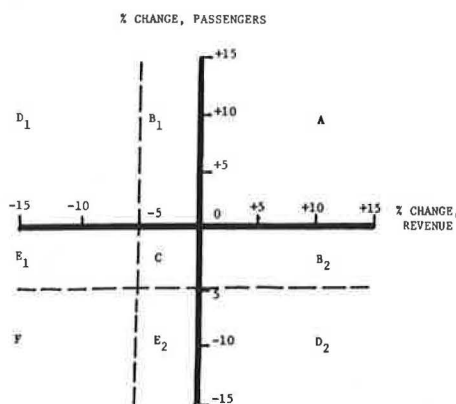 % CHANGE, PASSENGERS
+15
D1 +10 B1 A
+5
-15 -10 -5 0 +5 +10 +15 % CHANGE,
REVENUE
E1 C B2
5
F E2 -10 D2
-15